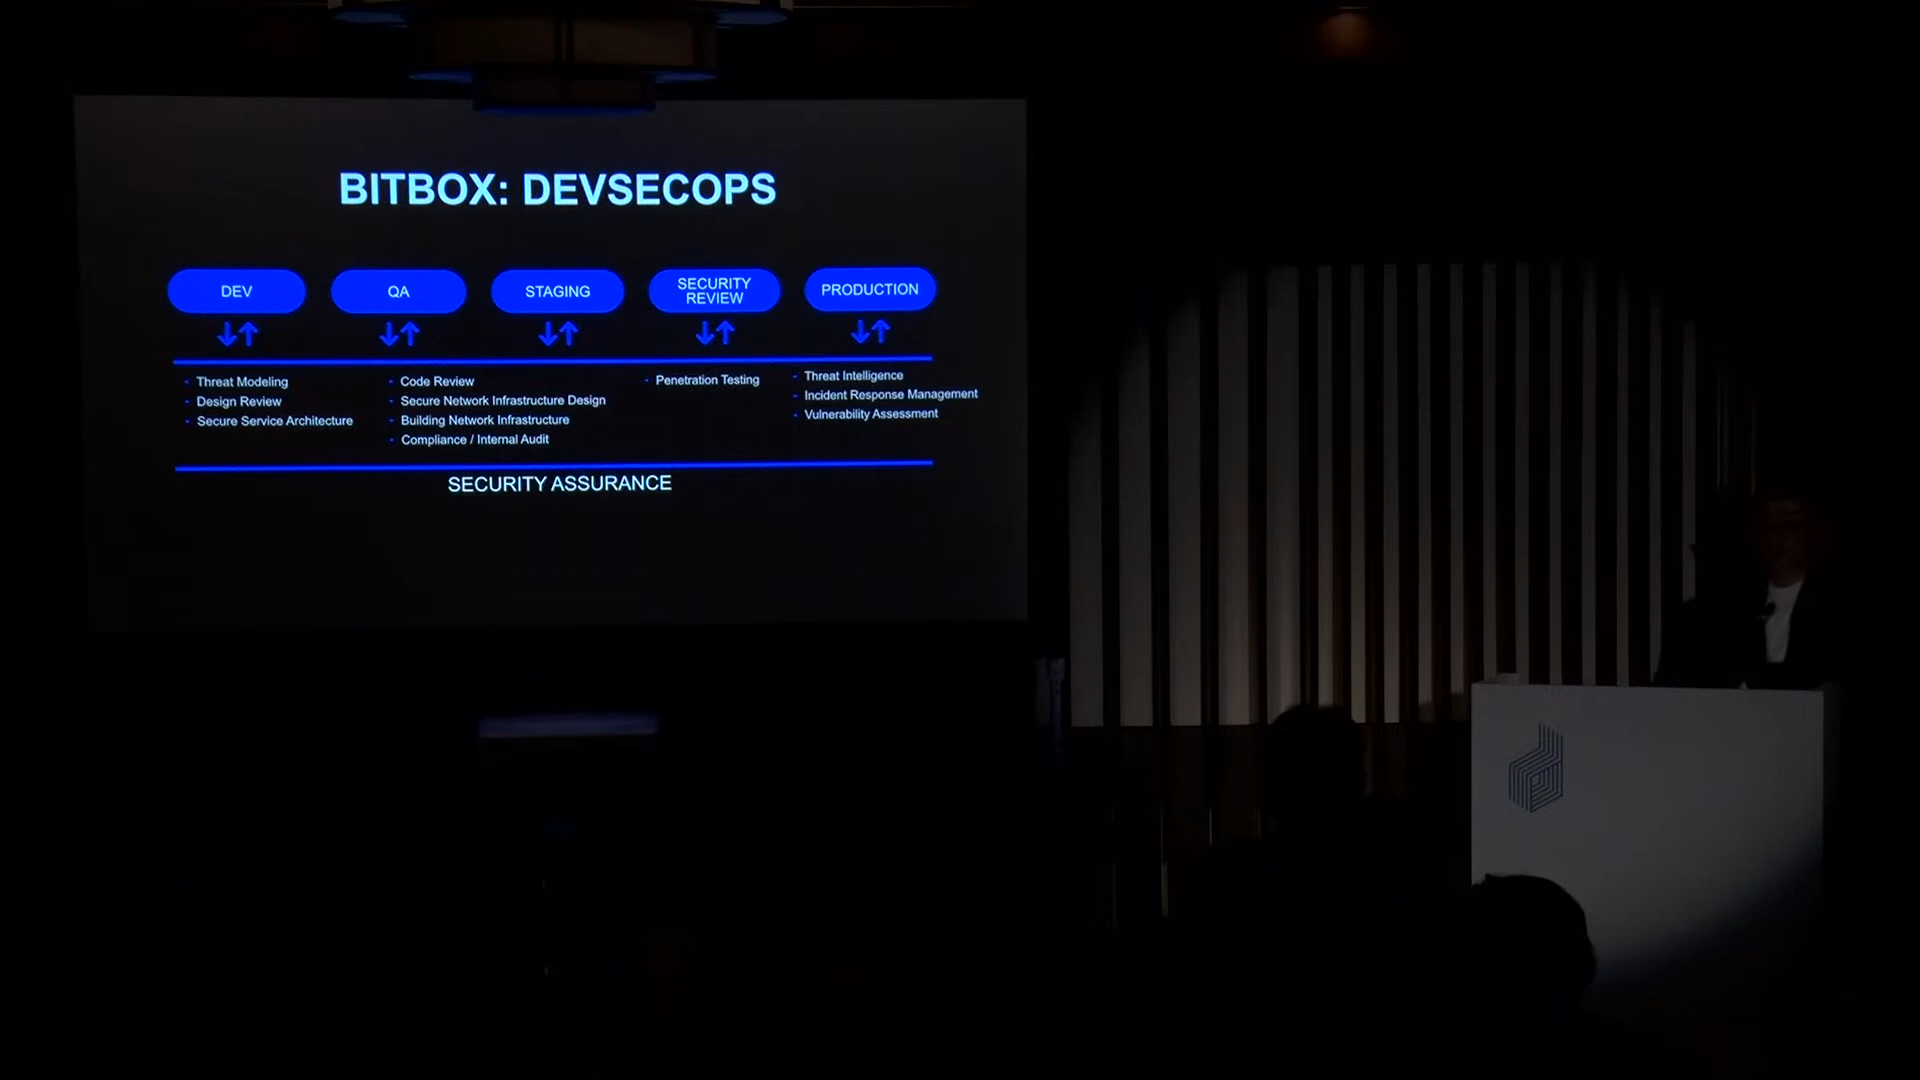 BITBOX: DEVSECOPS
DEV
QA
STAGING
SECURITY
REVIEW
PRODUCTION
- Threat Modeling
- Design Review
- Secure Service Architecture
- Code Review
- Secure Network Infrastructure Design
- Building Network Infrastructure
- Compliance / Internal Audit
- Penetration Testing
- Threat Intelligence
- Incident Response Management
- Vulnerability Assessment
SECURITY ASSURANCE